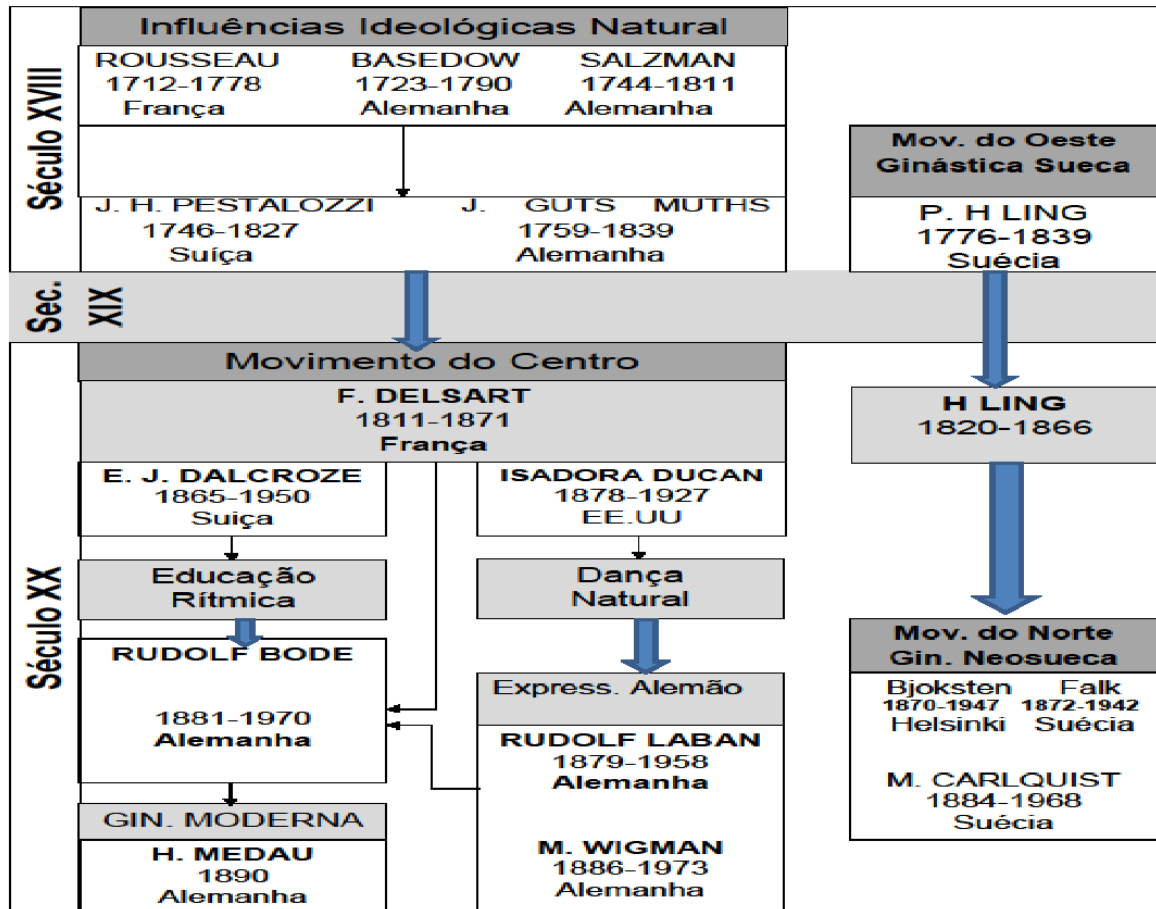 Século XVIII
Influências Ideológicas Natural
ROUSSEAU
1712-1778
França
BASEDOW
1723-1790
Alemanha
SALZMAN
1744-1811
Alemanha
J. H. PESTALOZZI
1746-1827
Suíça
J. GUTS MUTHS
1759-1839
Alemanha
Mov. do Oeste
Ginástica Sueca
P. H LING
1776-1839
Suécia
Sec.
XIX
Século XX
Movimento do Centro
F. DELSART
1811-1871
França
H LING
1820-1866
E. J. DALCROZE
1865-1950
Suiça
ISADORA DUCAN
1878-1927
EE.UU
Educação
Rítmica
Dança
Natural
RUDOLF BODE
1881-1970
Alemanha
Express. Alemão
RUDOLF LABAN
1879-1958
Alemanha
M. WIGMAN
1886-1973
Alemanha
GIN. MODERNA
H. MEDAU
1890
Alemanha
Mov. do Norte
Gin. Neosueca
Bjoksten
1870-1947
Helsinki
Falk
1872-1942
Suécia
M. CARLQUIST
1884-1968
Suécia